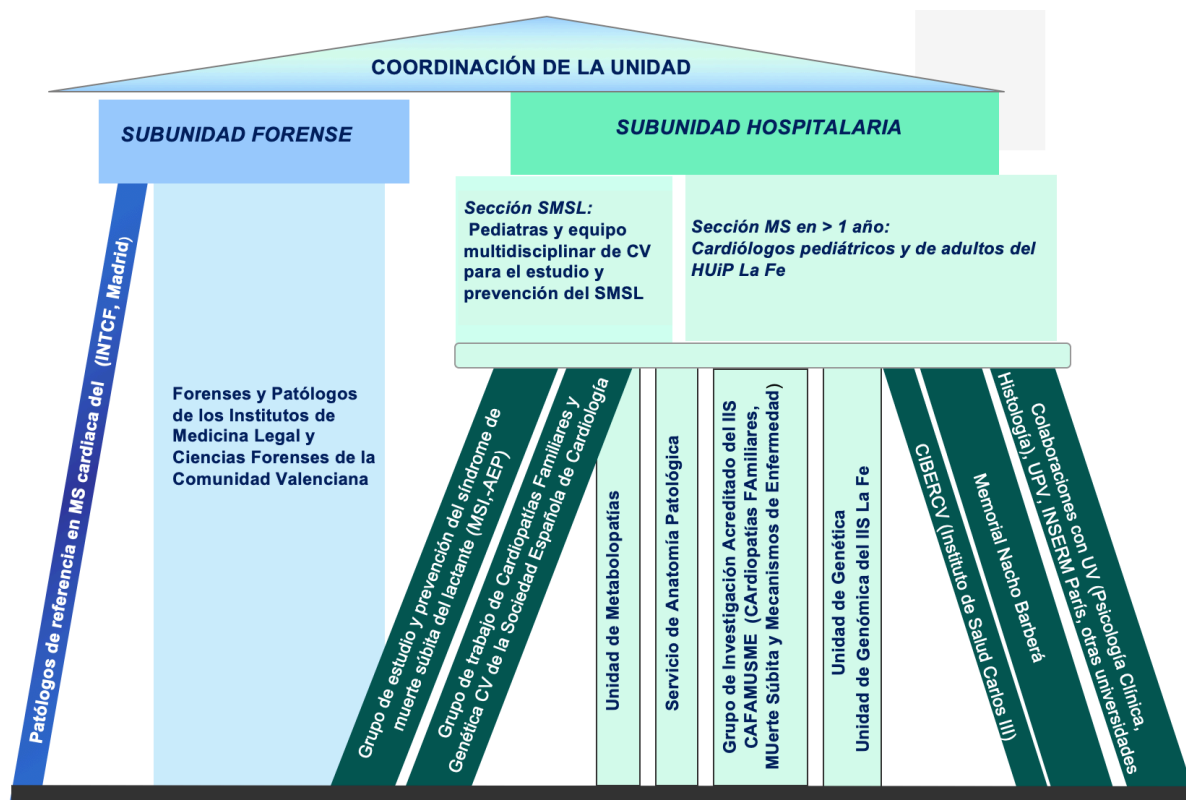 COORDINACIÓN DE LA UNIDAD
SUBUNIDAD FORENSE
SUBUNIDAD HOSPITALARIA
Patólogos de referencia en MS cardiaca del  (INTCF, Madrid)
Forenses y Patólogos
de los Institutos de
Medicina Legal y
Ciencias Forenses de la
Comunidad Valenciana
Sección SMSL:
Pediatras y equipo
multidisciplinar de CV
para el estudio y
prevención del SMSL
Sección MS en > 1 año:
Cardiólogos pediátricos y de adultos del
HUiP La Fe
Grupo de estudio y prevención del síndrome de
muerte súbita del lactante (MSI.-AEP)
Grupo de trabajo de Cardiopatías Familiares y
Genética CV de la Sociedad Española de Cardiología
Unidad de Metabolopatías
Servicio de Anatomía Patológica
Grupo de Investigación Acreditado del IIS
CAFAMUSME  (CArdiopatías FAmiliares,
MUerte Súbita y Mecanismos de Enfermedad)
Unidad de Genética
Unidad de Genómica del IIS La Fe
CIBERCV (Instituto de Salud Carlos III)
Memorial Nacho Barberá
Colaboraciones con UV (Psicología Clínica,
Histología), UPV, INSERM París, otras universidades